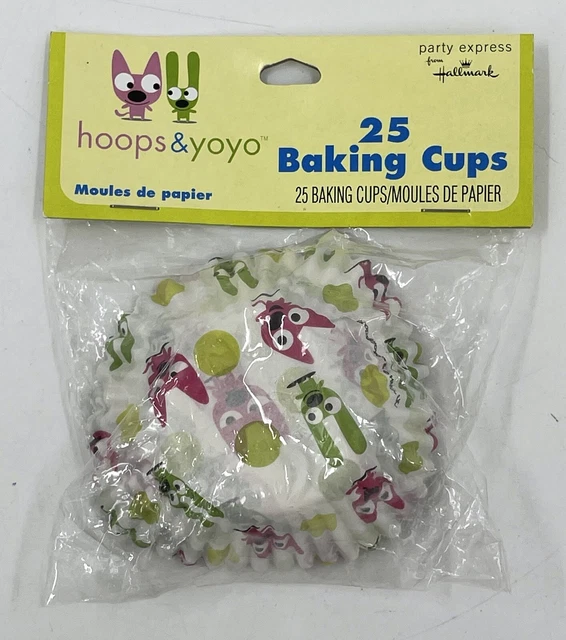 party express
from
Hallmark
hoops&yoyo™
25
Baking Cups
Moules de papier
25 BAKING CUPS/MOULES DE PAPIER